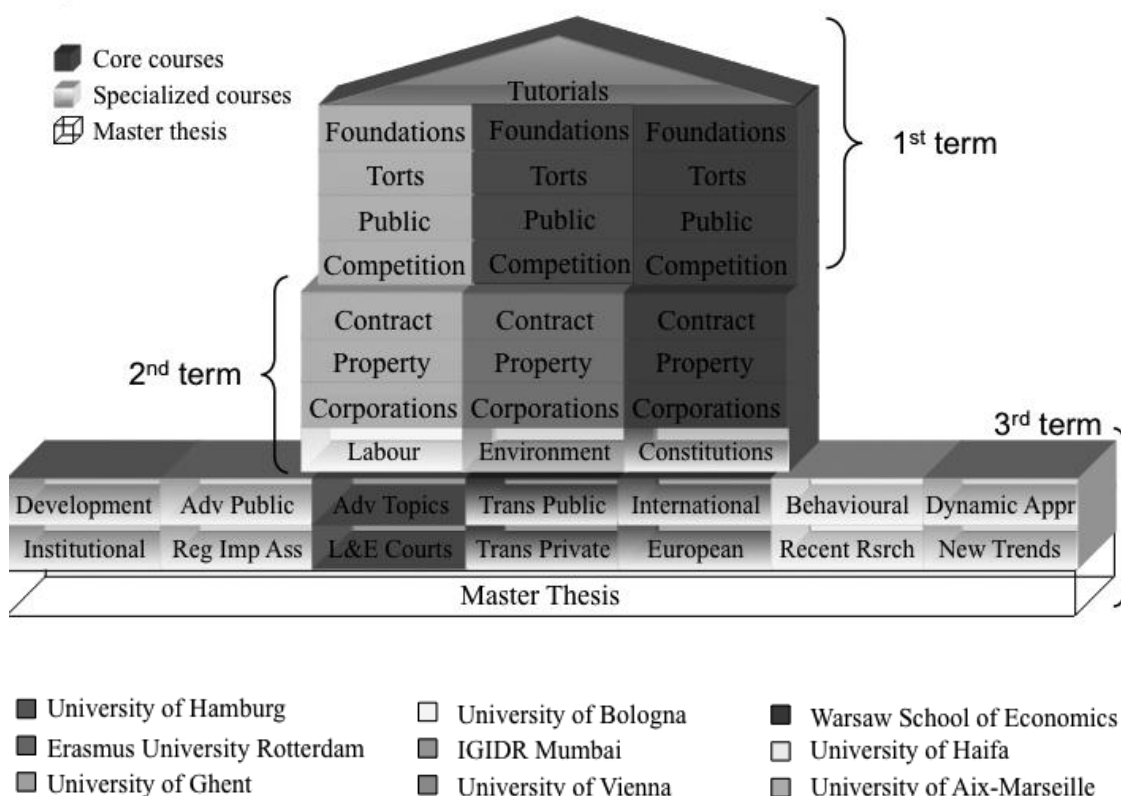 Core courses
Specialized courses
Master thesis
Tutorials
Foundations Foundations Foundations
Torts Torts Torts
Public Public Public
Competition Competition Competition
1st term
Contract Contract Contract
Property Property Property
Corporations Corporations Corporations
Labour Environment Constitutions
2nd term
3rd term
Development Adv Public Adv Topics Trans Public International Behavioural Dynamic Appr
Institutional Reg Imp Ass L&E Courts Trans Private European Recent Rsrch New Trends
Master Thesis
University of Hamburg University of Bologna Warsaw School of Economics
Erasmus University Rotterdam IGIDR Mumbai University of Haifa
University of Ghent University of Vienna University of Aix-Marseille